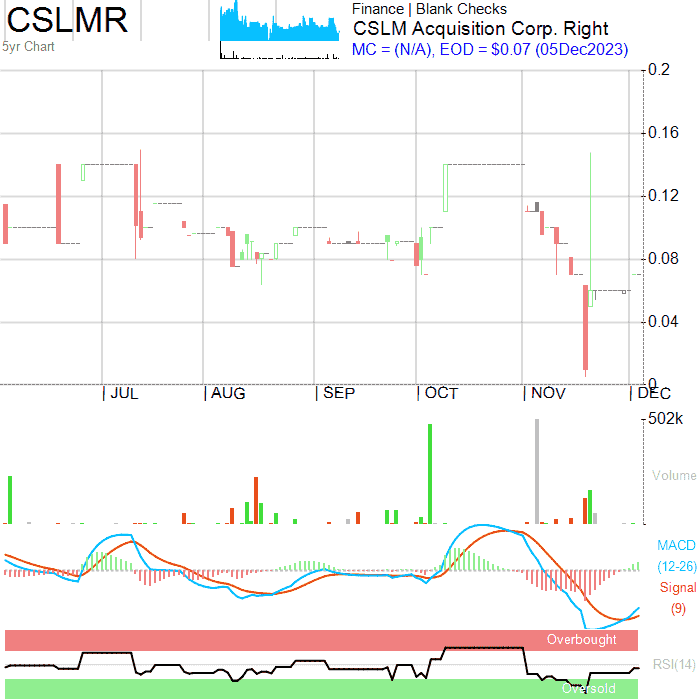 CSLMR
5yr Chart
Finance | Blank Checks
CSLM Acquisition Corp. Right
MC = (N/A), EOD = $0.07 (05Dec2023)
0.2
0.16
0.12
0.08
0.04
0
JUL AUG SEP OCT NOV DEC
502k
Volume
MACD
(12-26)
Signal
(9)
Overbought
RSI(14)
Oversold